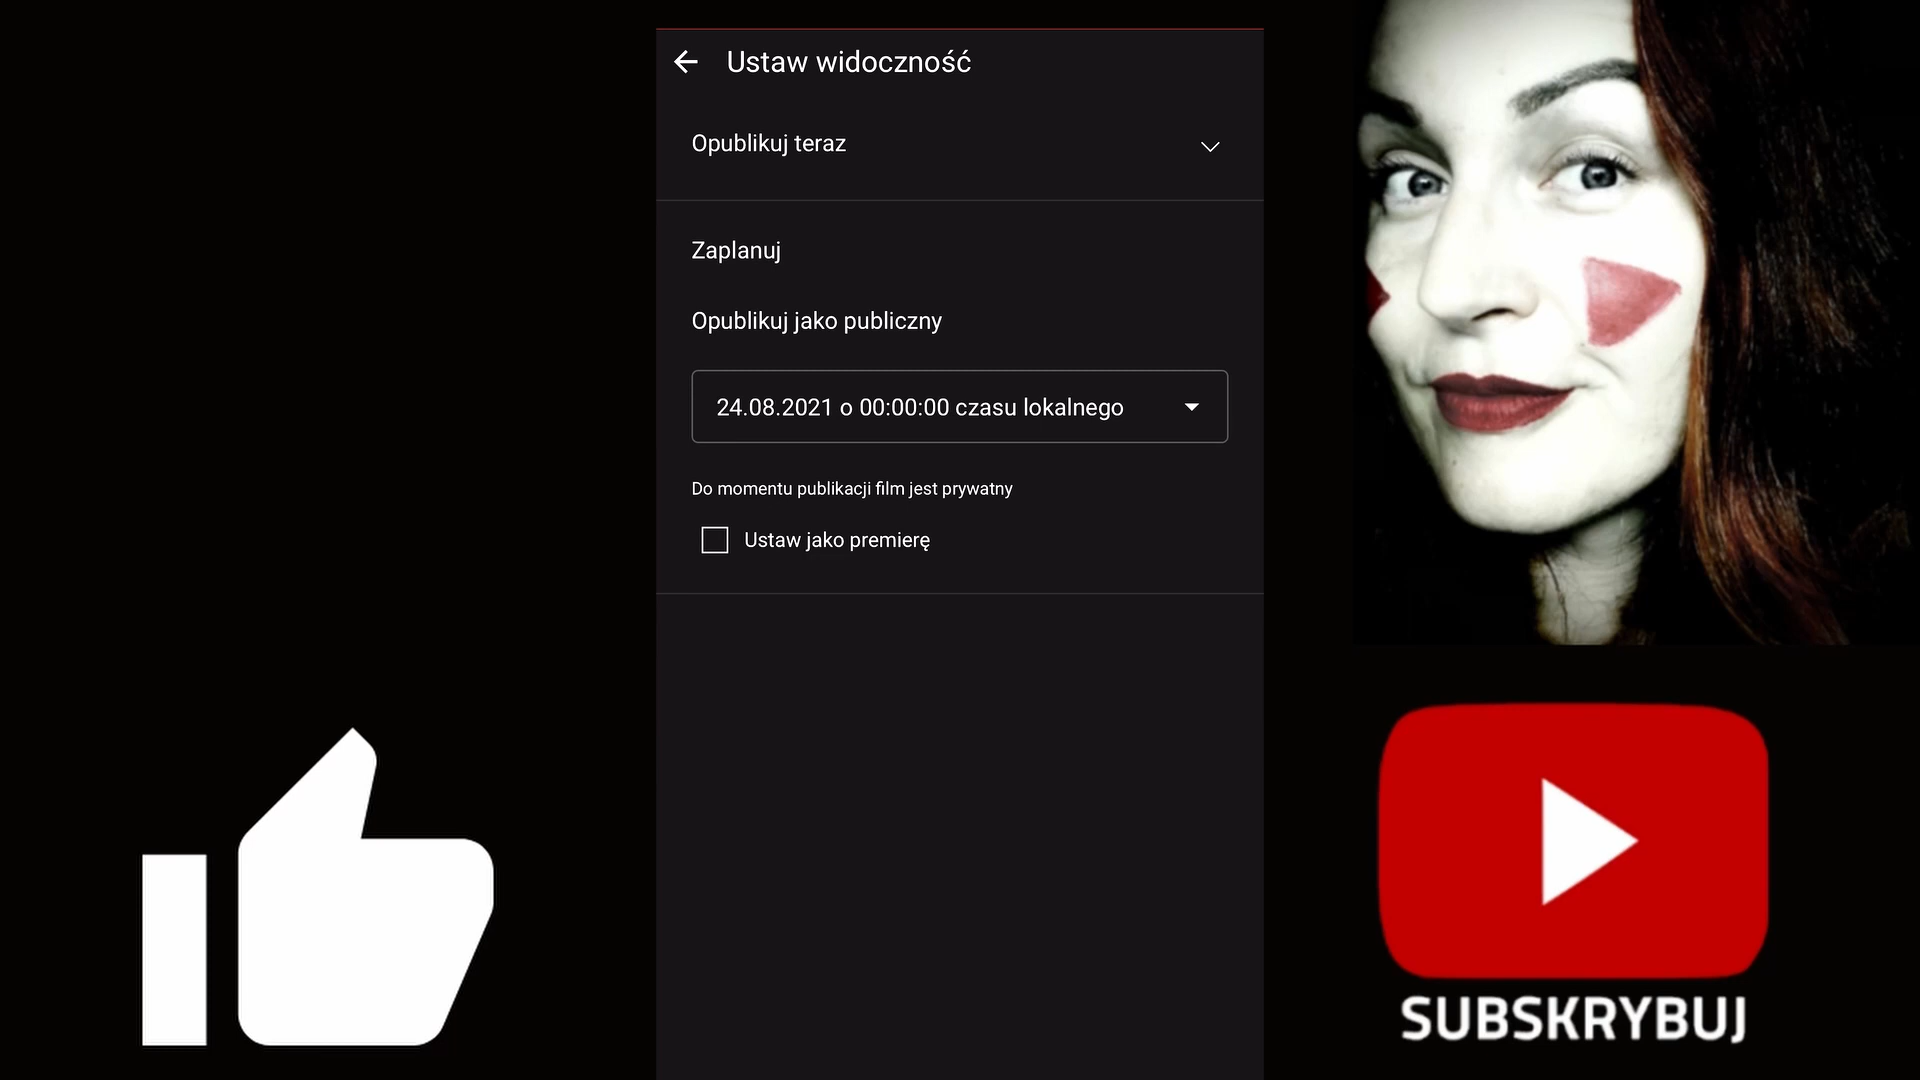 Ustaw widoczność
Opublikuj teraz
Zaplanuj
Opublikuj jako publiczny
24.08.2021 o 00:00:00 czasu lokalnego
Do momentu publikacji film jest prywatny
Ustaw jako premierę
SUBSKRYBUJ